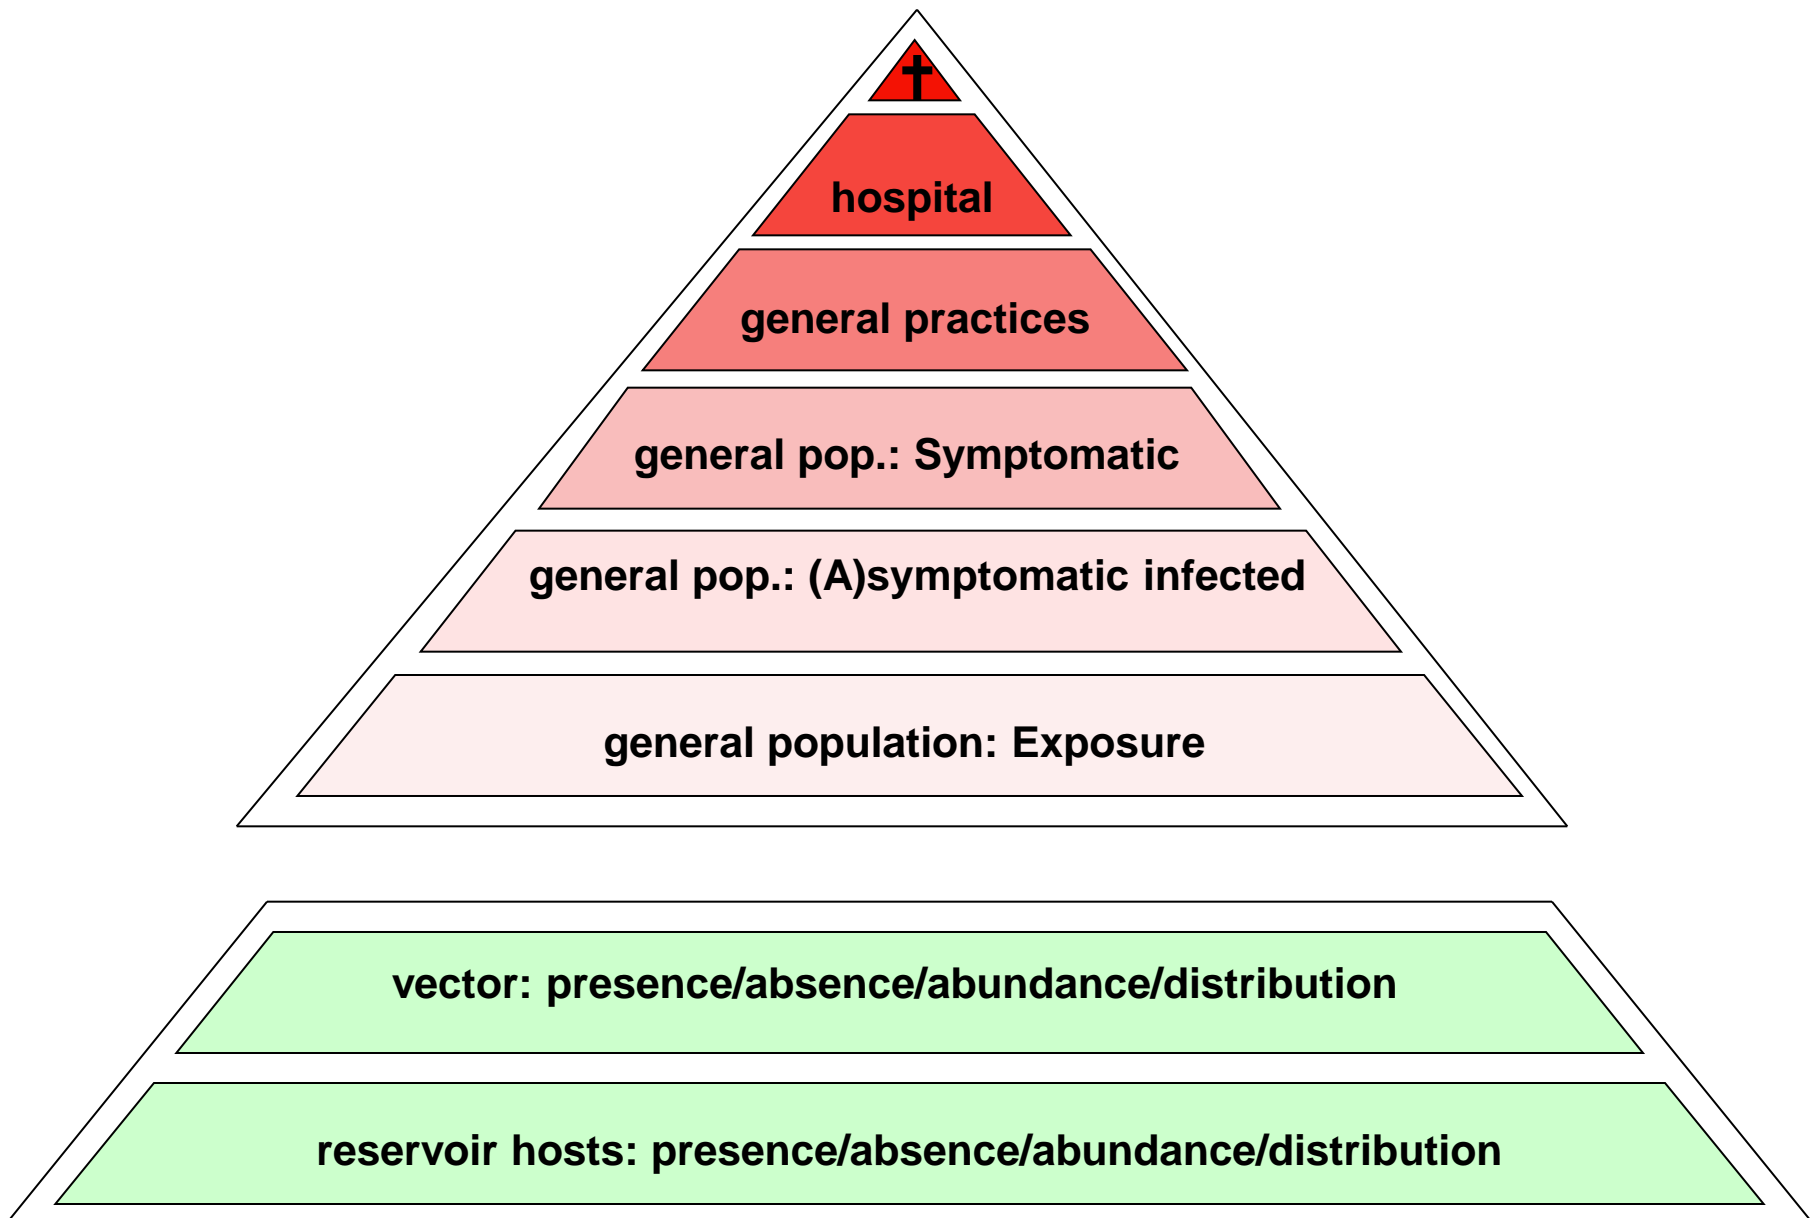 hospital
general practices
general pop.: Symptomatic
general pop.: (A)symptomatic infected
general population: Exposure
vector: presence/absence/abundance/distribution
reservoir hosts: presence/absence/abundance/distribution